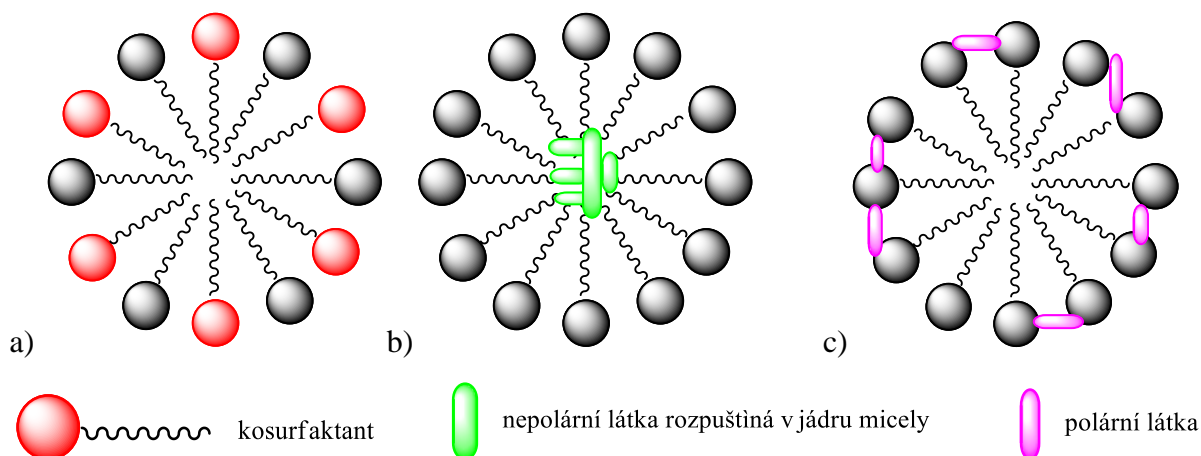 a)
b)
c)
kosurfaktant
nepolární látka rozpuštìná v jádru micely
polární látka